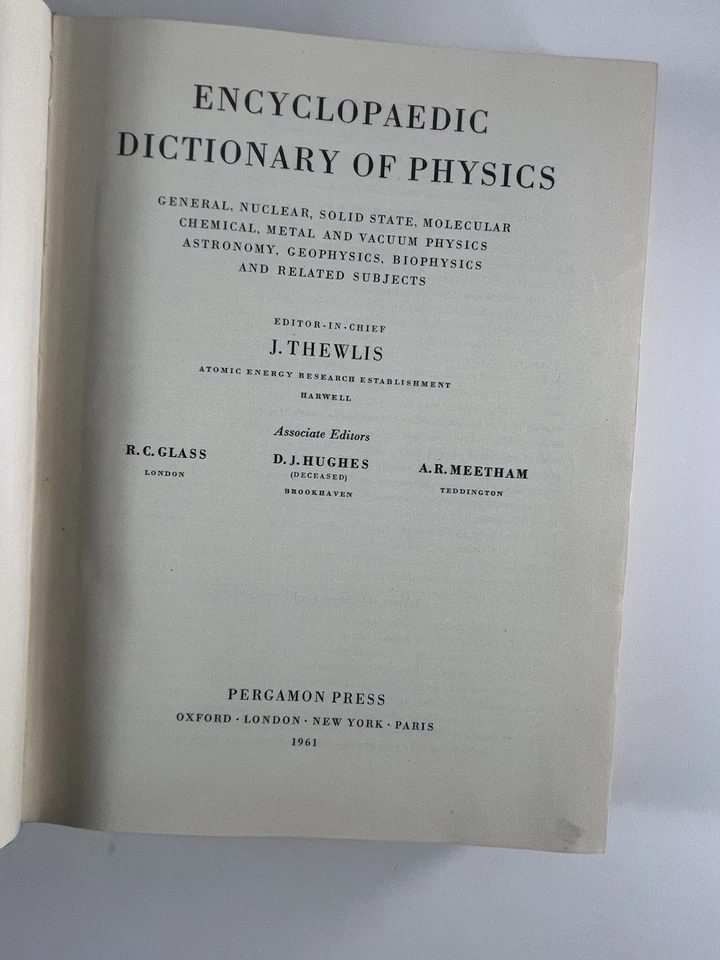 ENCYCLOPAEDIC
DICTIONARY OF PHYSICS
GENERAL, NUCLEAR, SOLID STATE, MOLECULAR
CHEMICAL, METAL AND VACUUM PHYSICS
ASTRONOMY, GEOPHYSICS, BIOPHYSICS
AND RELATED SUBJECTS
EDITOR-IN-CHIEF
J. THEWLIS
ATOMIC ENERGY RESEARCH ESTABLISHMENT
HARWELL
Associate Editors
R. C. GLASS
LONDON
D. J. HUGHES
(DECEASED)
BROOKHAVEN
A. R. MEETHAM
TEDDINGTON
PERGAMON PRESS
OXFORD · LONDON · NEW YORK · PARIS
1961